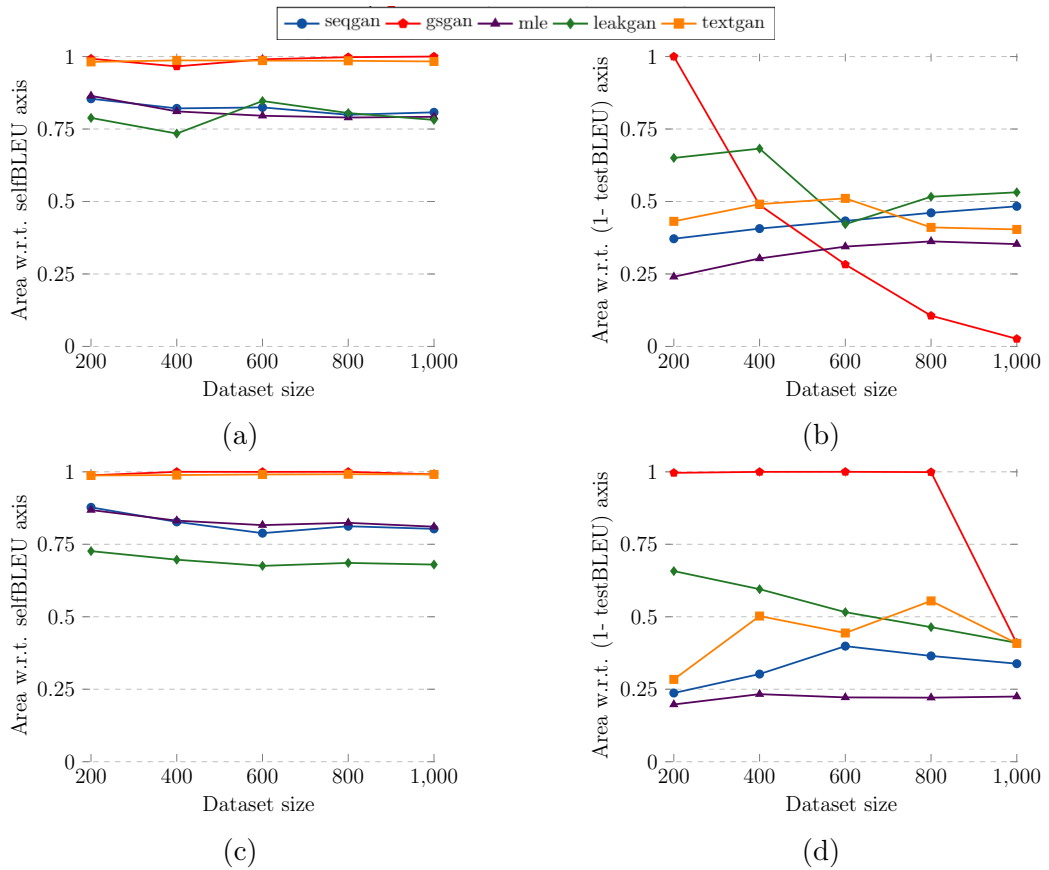 seqgan gsgan mle leakgan textgan
Area w.r.t. selfBLEU axis
1
0.75
0.5
0.25
0
200 400 600 800 1,000
Dataset size
(a)
Area w.r.t. (1- testBLEU) axis
1
0.75
0.5
0.25
0
200 400 600 800 1,000
Dataset size
(b)
Area w.r.t. selfBLEU axis
1
0.75
0.5
0.25
0
200 400 600 800 1,000
Dataset size
(c)
Area w.r.t. (1- testBLEU) axis
1
0.75
0.5
0.25
0
200 400 600 800 1,000
Dataset size
(d)